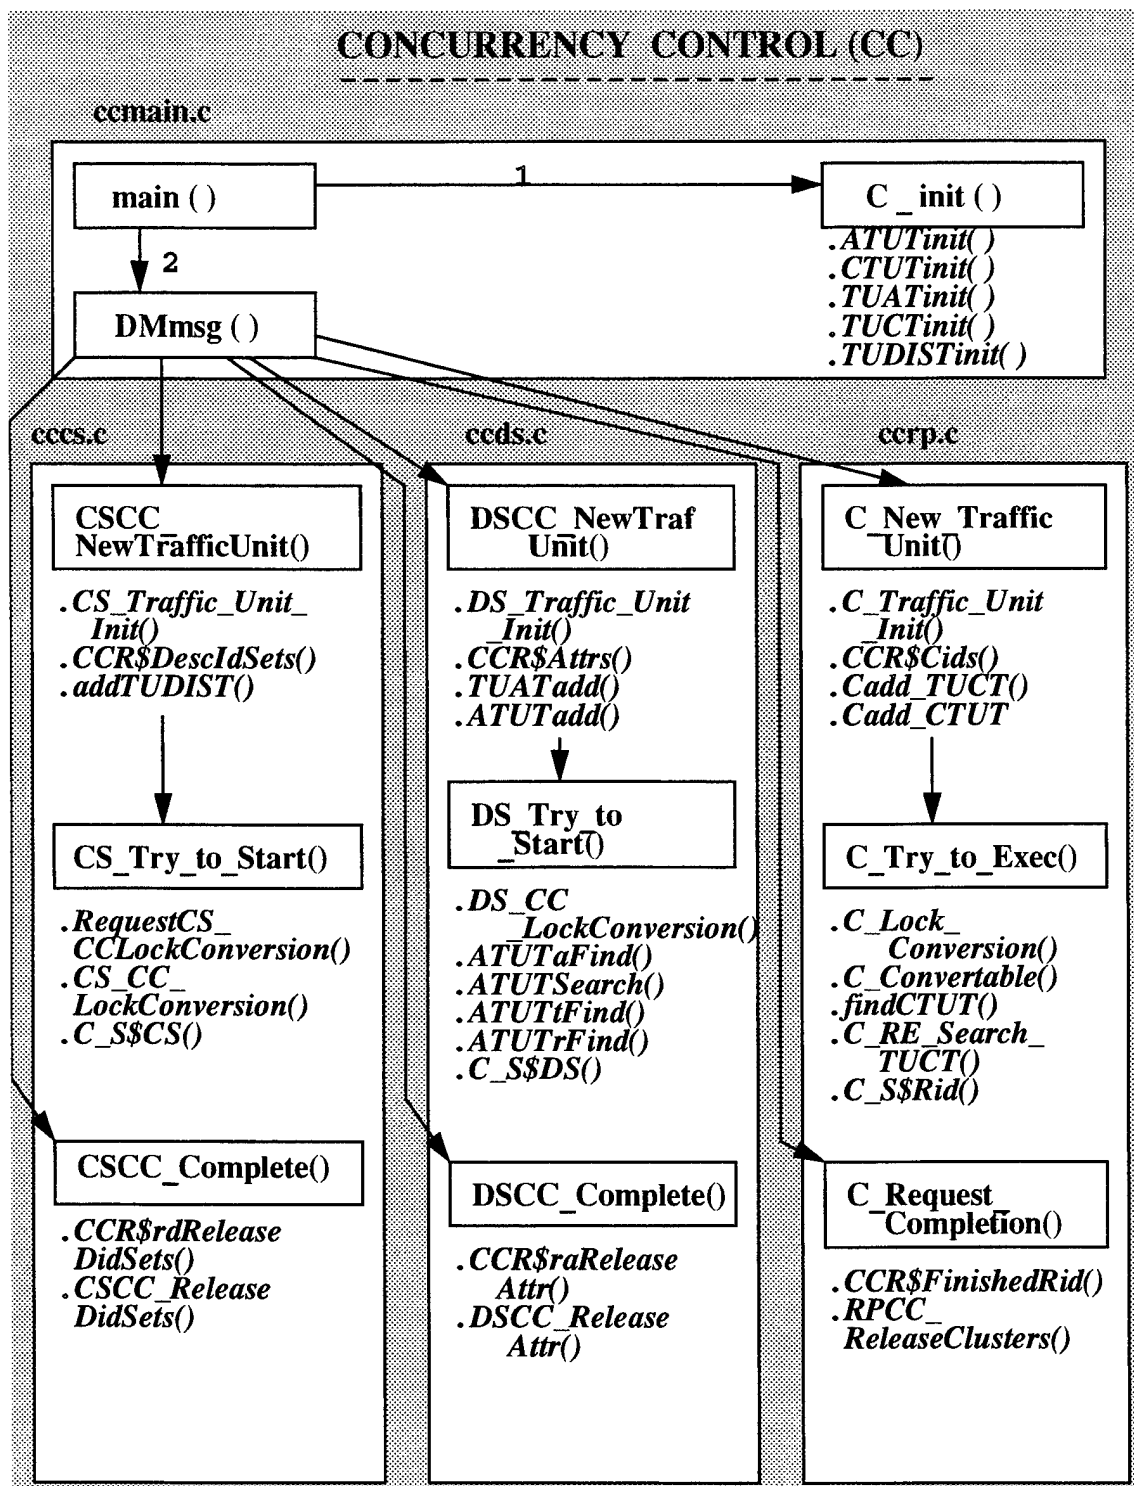 CONCURRENCY CONTROL (CC)
ccmain.c
main ( )
1
C _ init ( )
.ATUTinit( )
.CTUTinit( )
.TUATinit( )
.TUCTinit( )
.TUDISTinit( )
2
DMmsg ( )
cccs.c
CSCC_
NewTrafficUnit()
.CS_Traffic_Unit_
Init()
.CCR$DescIdSets()
.addTUDIST()
CS_Try_to_Start()
.RequestCS_
CCLockConversion()
.CS_CC_
LockConversion()
.C_S$CS()
CSCC_Complete()
.CCR$rdRelease
DidSets()
.CSCC_Release
DidSets()
ccds.c
DSCC_NewTraf
Unit()
.DS_Traffic_Unit
_Init()
.CCR$Attrs()
.TUATadd()
.ATUTadd()
DS_Try_to
_Start()
.DS_CC
_LockConversion()
.ATUTaFind()
.ATUTSearch()
.ATUTtFind()
.ATUTrFind()
.C_S$DS()
DSCC_Complete()
.CCR$raRelease
Attr()
.DSCC_Release
Attr()
ccrp.c
C_New_Traffic
Unit()
.C_Traffic_Unit
_Init()
.CCR$Cids()
.Cadd_TUCT()
.Cadd_CTUT
C_Try_to_Exec()
.C_Lock_
Conversion()
.C_Convertable()
.findCTUT()
.C_RE_Search_
TUCT()
.C_S$Rid()
C_Request_
Completion()
.CCR$FinishedRid()
.RPCC_
ReleaseClusters()